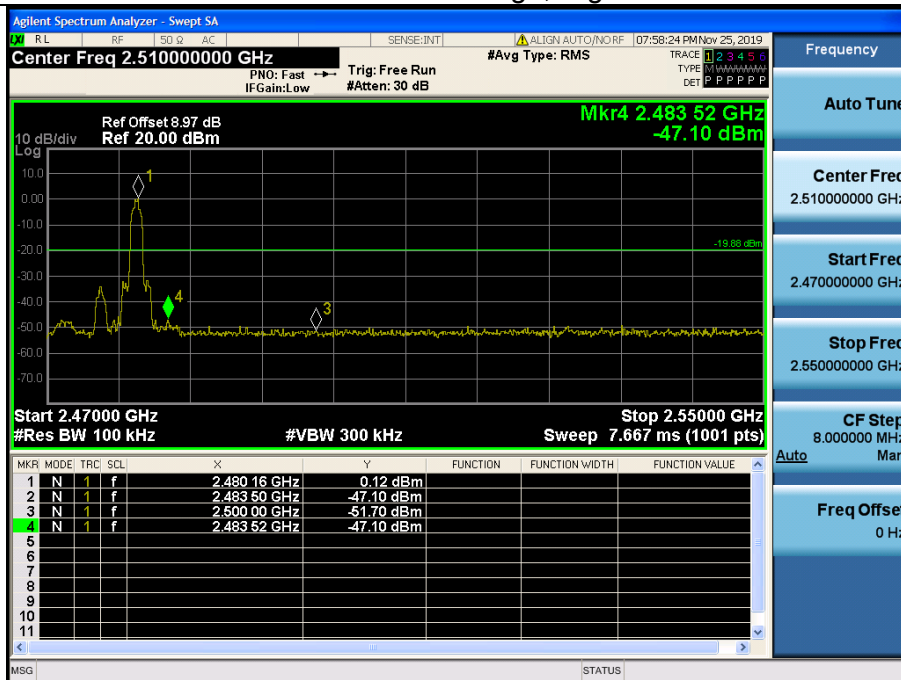 Agilent Spectrum Analyzer - Swept SA
LXI RL RF 50 Ω AC SENSE:INT ALIGN AUTO/NO RF 07:58:24 PM Nov 25, 2019
Center Freq 2.510000000 GHz #Avg Type: RMS TRACE 1 2 3 4 5 6
PNO: Fast Trig: Free Run TYPE M W W W W W
IFGain:Low #Atten: 30 dB DET P P P P P P
Frequency
Mkr4 2.483 52 GHz
-47.10 dBm
Ref Offset 8.97 dB
10 dB/div Ref 20.00 dBm
Log
10.0
0.00
-10.0
-20.0
-30.0
-40.0
-50.0
-60.0
-70.0
1
4
3
-19.88 dBm
Start 2.47000 GHz Stop 2.55000 GHz
#Res BW 100 kHz #VBW 300 kHz Sweep 7.667 ms (1001 pts)
MKR MODE TRC SCL X Y FUNCTION FUNCTION WIDTH FUNCTION VALUE
1 N 1 f 2.480 16 GHz 0.12 dBm
2 N 1 f 2.483 50 GHz -47.10 dBm
3 N 1 f 2.500 00 GHz -51.70 dBm
4 N 1 f 2.483 52 GHz -47.10 dBm
5
6
7
8
9
10
11
MSG STATUS
Auto Tune
Center Freq
2.510000000 GHz
Start Freq
2.470000000 GHz
Stop Freq
2.550000000 GHz
CF Step
8.000000 MHz
Auto Man
Freq Offset
0 Hz